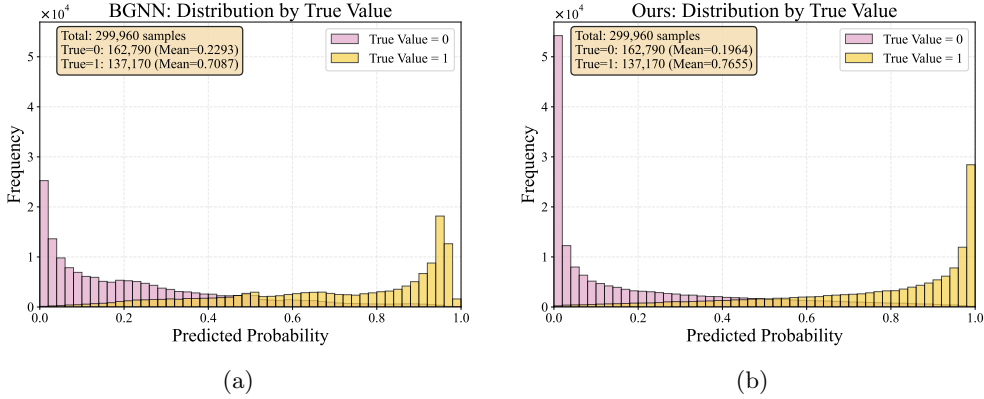 BGNN: Distribution by True Value
×10⁴
Total: 299,960 samples
True=0: 162,790 (Mean=0.2293)
True=1: 137,170 (Mean=0.7087)
True Value = 0
True Value = 1
5
4
3
2
1
0
Frequency
0.0 0.2 0.4 0.6 0.8 1.0
Predicted Probability
(a)
Ours: Distribution by True Value
×10⁴
Total: 299,960 samples
True=0: 162,790 (Mean=0.1964)
True=1: 137,170 (Mean=0.7655)
True Value = 0
True Value = 1
5
4
3
2
1
0
Frequency
0.0 0.2 0.4 0.6 0.8 1.0
Predicted Probability
(b)